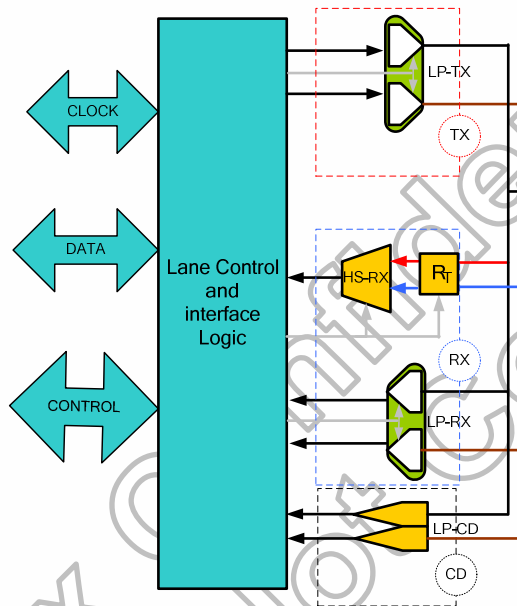 LP-TX
CLOCK
TX
DATA
Lane Control
and
interface
Logic
HS-RX
RT
RX
CONTROL
LP-RX
LP-CD
CD